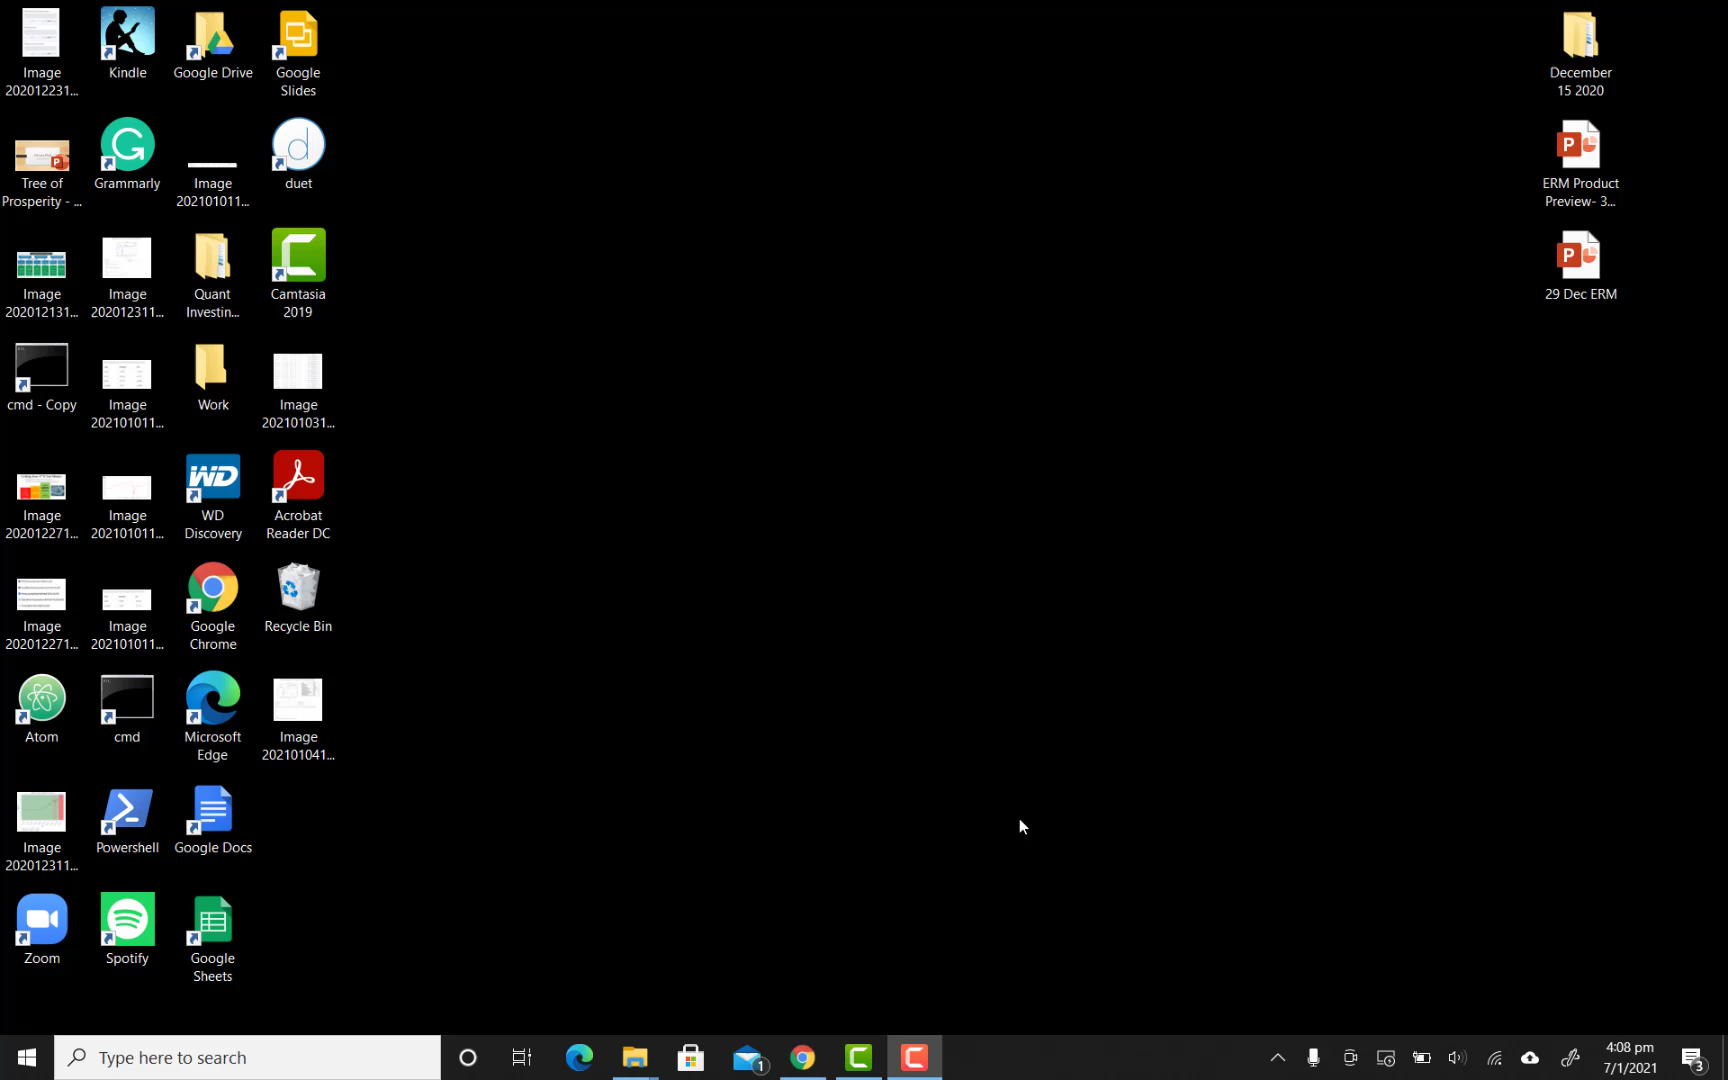 Image
202012231...
Kindle
Google Drive
Google
Slides
December
15 2020
Tree of
Prosperity - ...
Grammarly
Image
202101011...
duet
ERM Product
Preview- 3...
Image
202012131...
Image
202012311...
Quant
Investin...
Camtasia
2019
29 Dec ERM
cmd - Copy
Image
202101011...
Work
Image
202101031...
Image
202012271...
Image
202101011...
WD
WD
Discovery
Acrobat
Reader DC
Image
202012271...
Image
202101011...
Google
Chrome
Recycle Bin
Atom
cmd
Microsoft
Edge
Image
202101041...
Image
202012311...
Powershell
Google Docs
Zoom
Spotify
Google
Sheets
Type here to search
1
4:08 pm
7/1/2021
3